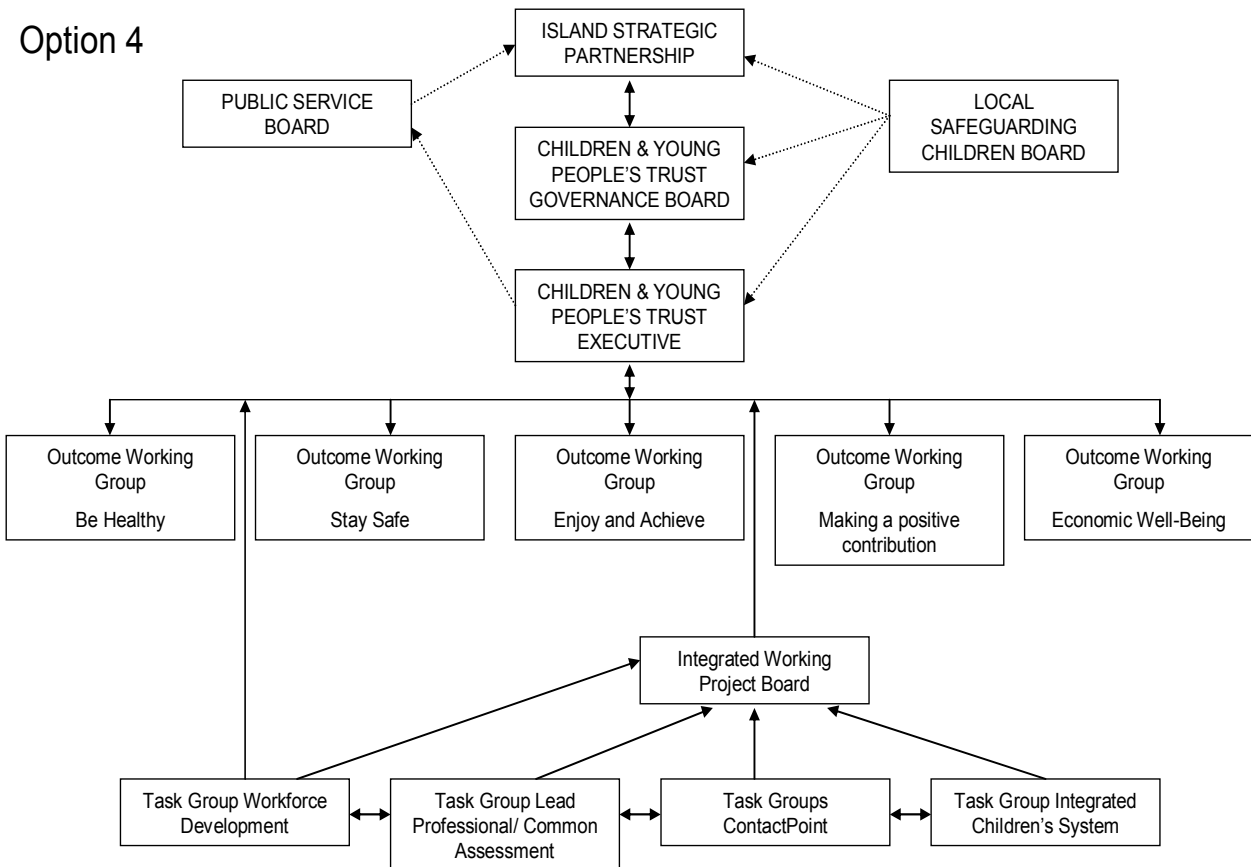 Option 4
ISLAND STRATEGIC
PARTNERSHIP
PUBLIC SERVICE
BOARD
LOCAL
SAFEGUARDING
CHILDREN BOARD
CHILDREN & YOUNG
PEOPLE'S TRUST
GOVERNANCE BOARD
CHILDREN & YOUNG
PEOPLE'S TRUST
EXECUTIVE
Outcome Working
Group
Be Healthy
Outcome Working
Group
Stay Safe
Outcome Working
Group
Enjoy and Achieve
Outcome Working
Group
Making a positive
contribution
Outcome Working
Group
Economic Well-Being
Integrated Working
Project Board
Task Group Workforce
Development
Task Group Lead
Professional/ Common
Assessment
Task Groups
ContactPoint
Task Group Integrated
Children's System